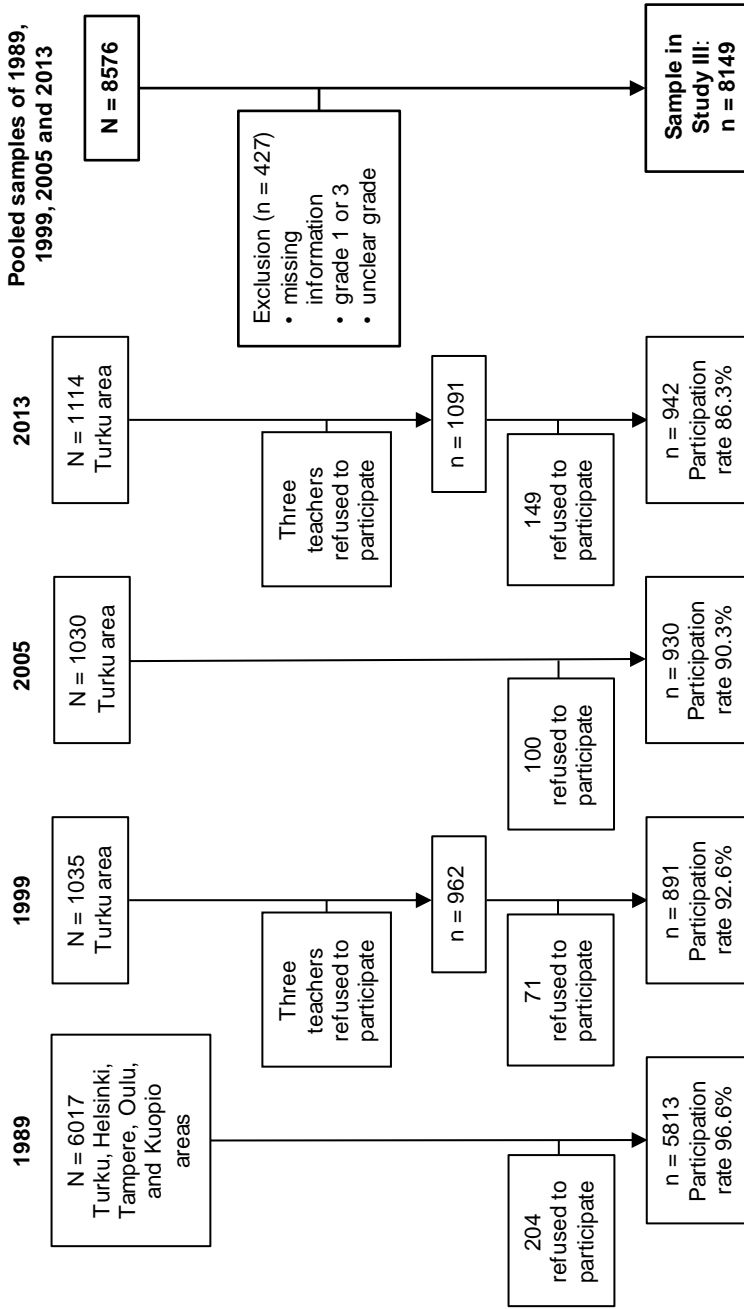 1989
N = 6017
Turku, Helsinki,
Tampere, Oulu,
and Kuopio
areas
204
refused to
participate
n = 5813
Participation
rate 96.6%
1999
N = 1035
Turku area
Three
teachers
refused to
participate
n = 962
71
refused to
participate
n = 891
Participation
rate 92.6%
2005
N = 1030
Turku area
100
refused to
participate
n = 930
Participation
rate 90.3%
2013
N = 1114
Turku area
Three
teachers
refused to
participate
n = 1091
149
refused to
participate
n = 942
Participation
rate 86.3%
Pooled samples of 1989,
1999, 2005 and 2013
N = 8576
Exclusion (n = 427)
• missing
information
• grade 1 or 3
• unclear grade
Sample in
Study III:
n = 8149